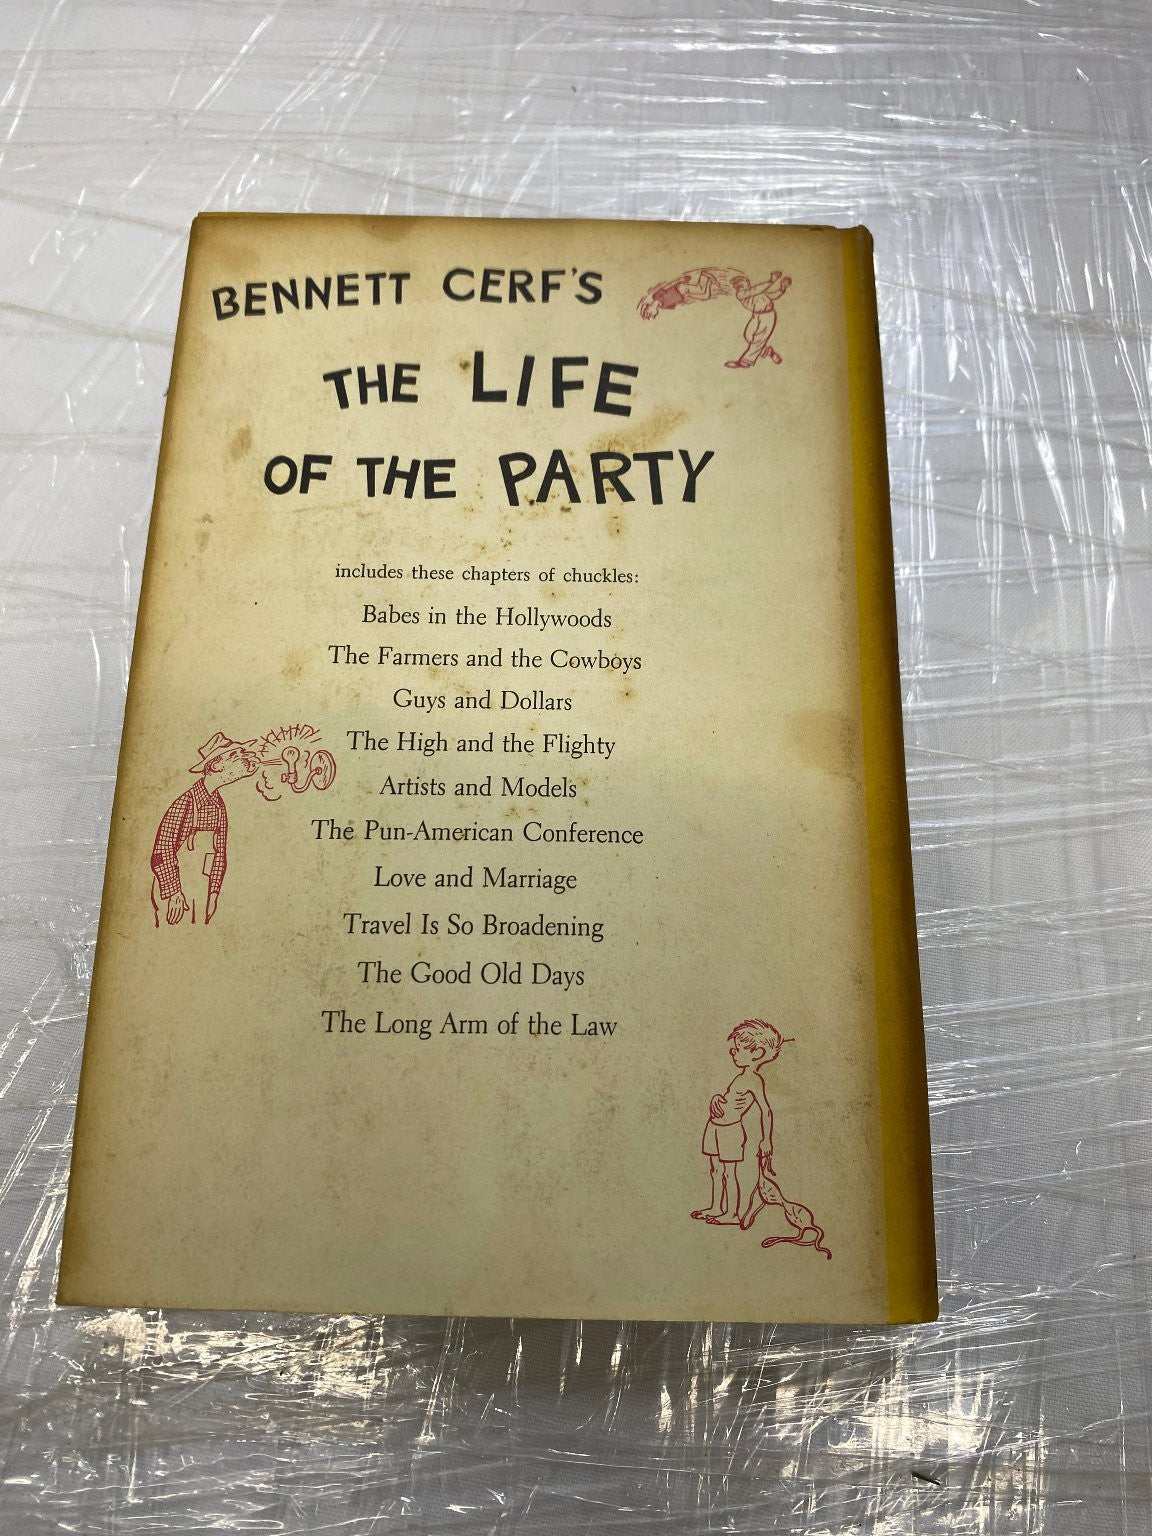 BENNETT CERF'S
THE LIFE
OF THE PARTY
includes these chapters of chuckles:
Babes in the Hollywoods
The Farmers and the Cowboys
Guys and Dollars
The High and the Flighty
Artists and Models
The Pun-American Conference
Love and Marriage
Travel Is So Broadening
The Good Old Days
The Long Arm of the Law